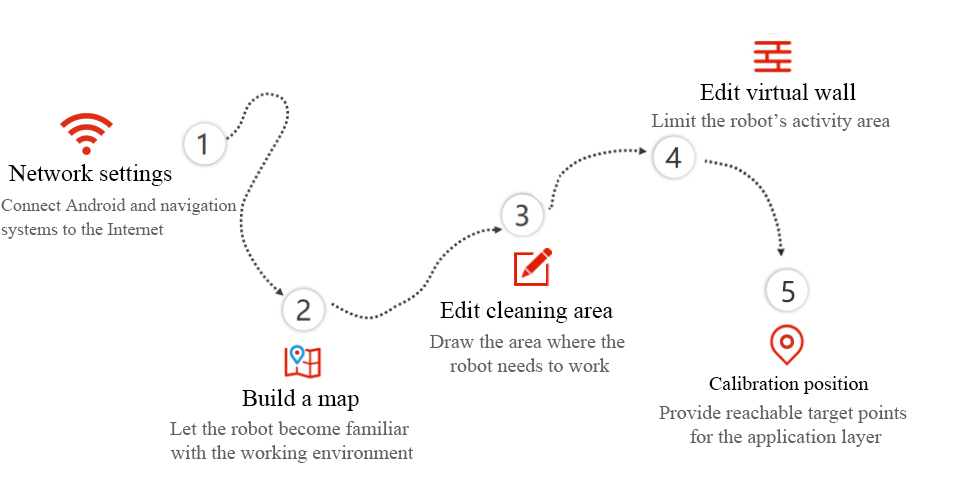 1
Network settings
Connect Android and navigation
systems to the Internet
2
Build a map
Let the robot become familiar
with the working environment
3
Edit cleaning area
Draw the area where the
robot needs to work
Edit virtual wall
Limit the robot’s activity area
4
5
Calibration position
Provide reachable target points
for the application layer